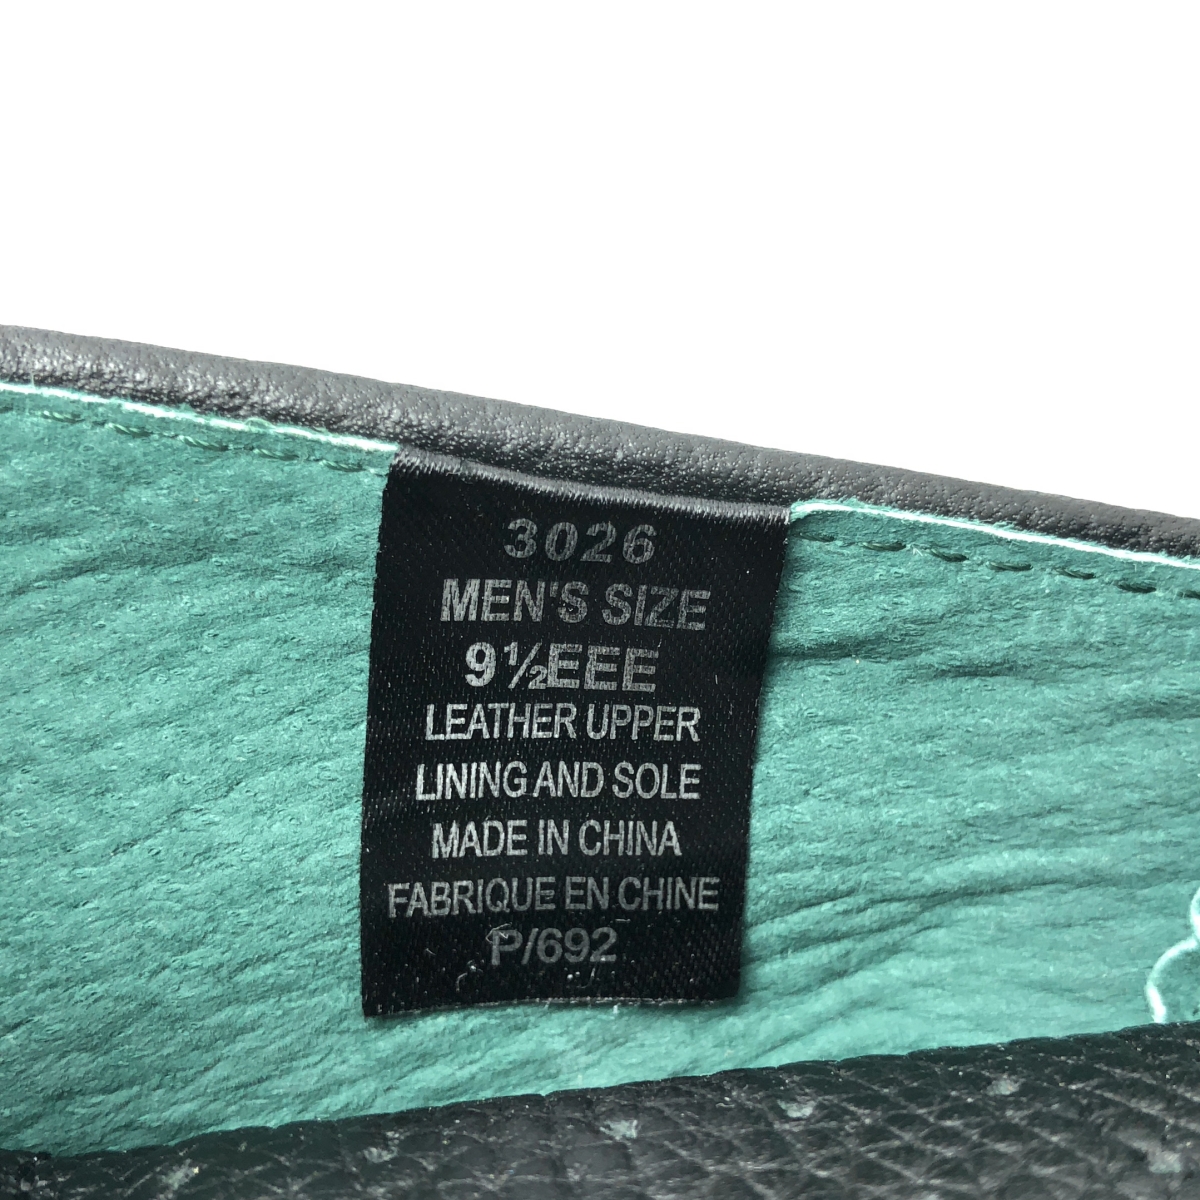 3026
MEN'S SIZE
9½EEE
LEATHER UPPER
LINING AND SOLE
MADE IN CHINA
FABRIQUE EN CHINE
P/692